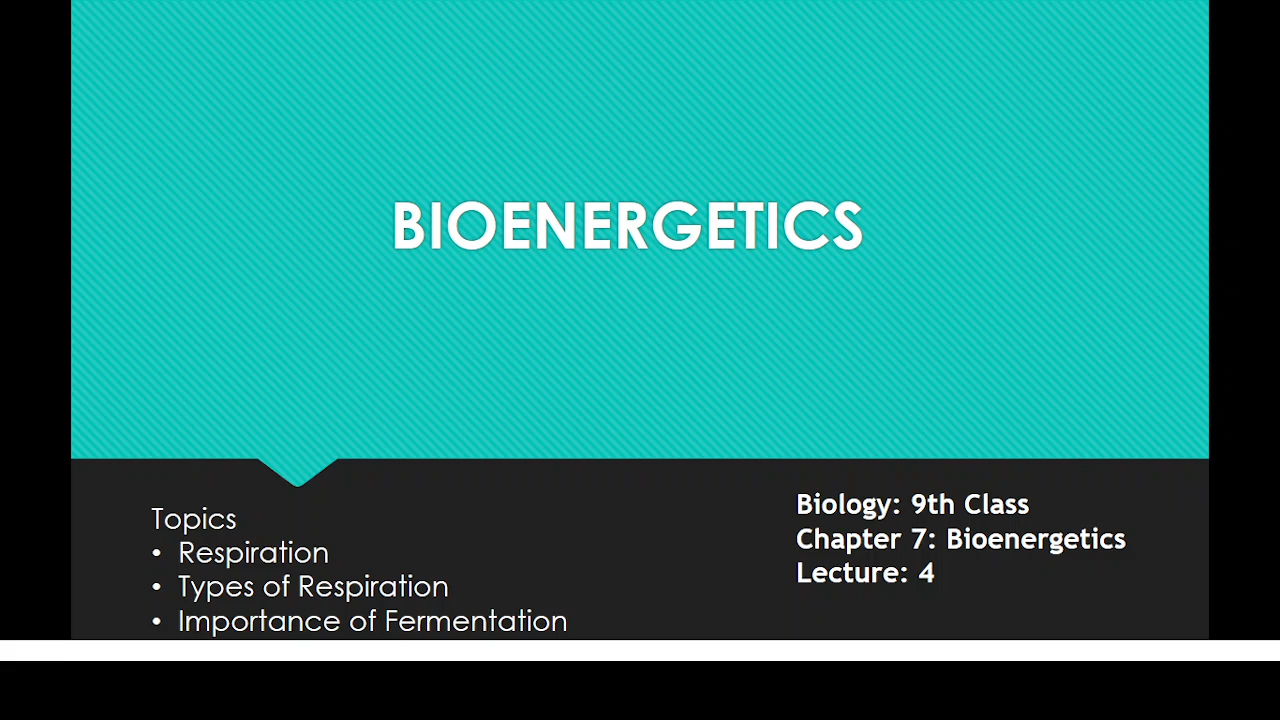 BIOENERGETICS
Topics
• Respiration
• Types of Respiration
• Importance of Fermentation
Biology: 9th Class
Chapter 7: Bioenergetics
Lecture: 4